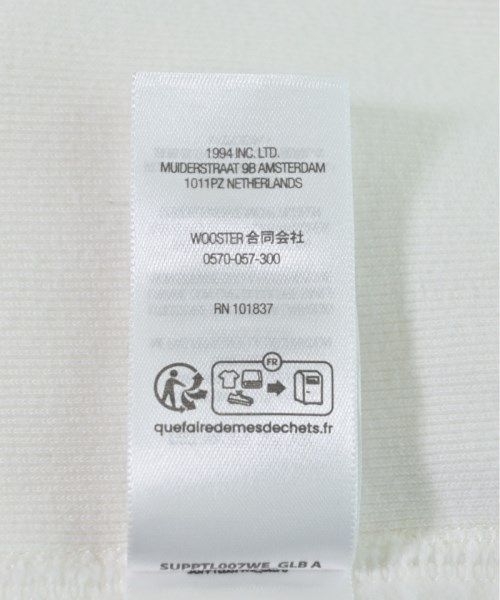 1994 INC. LTD.
MUIDERSTRAAT 9B AMSTERDAM
1011PZ NETHERLANDS
WOOSTER 合同会社
0570-057-300
RN 101837
FR
quefairedemesdechets.fr
SUPPTL007WE_GLB A